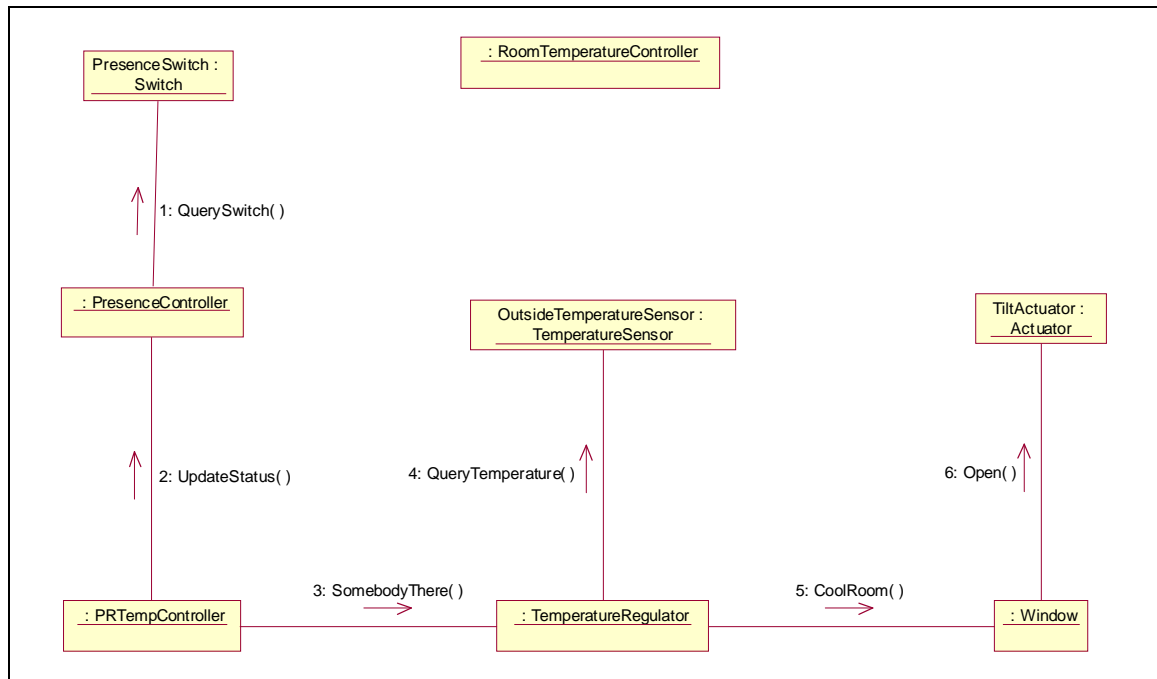 PresenceSwitch :
Switch
: RoomTemperatureController
1: QuerySwitch( )
: PresenceController
OutsideTemperatureSensor :
TemperatureSensor
TiltActuator :
Actuator
2: UpdateStatus( )
4: QueryTemperature( )
6: Open( )
3: SomebodyThere( )
5: CoolRoom( )
: PRTempController
: TemperatureRegulator
: Window